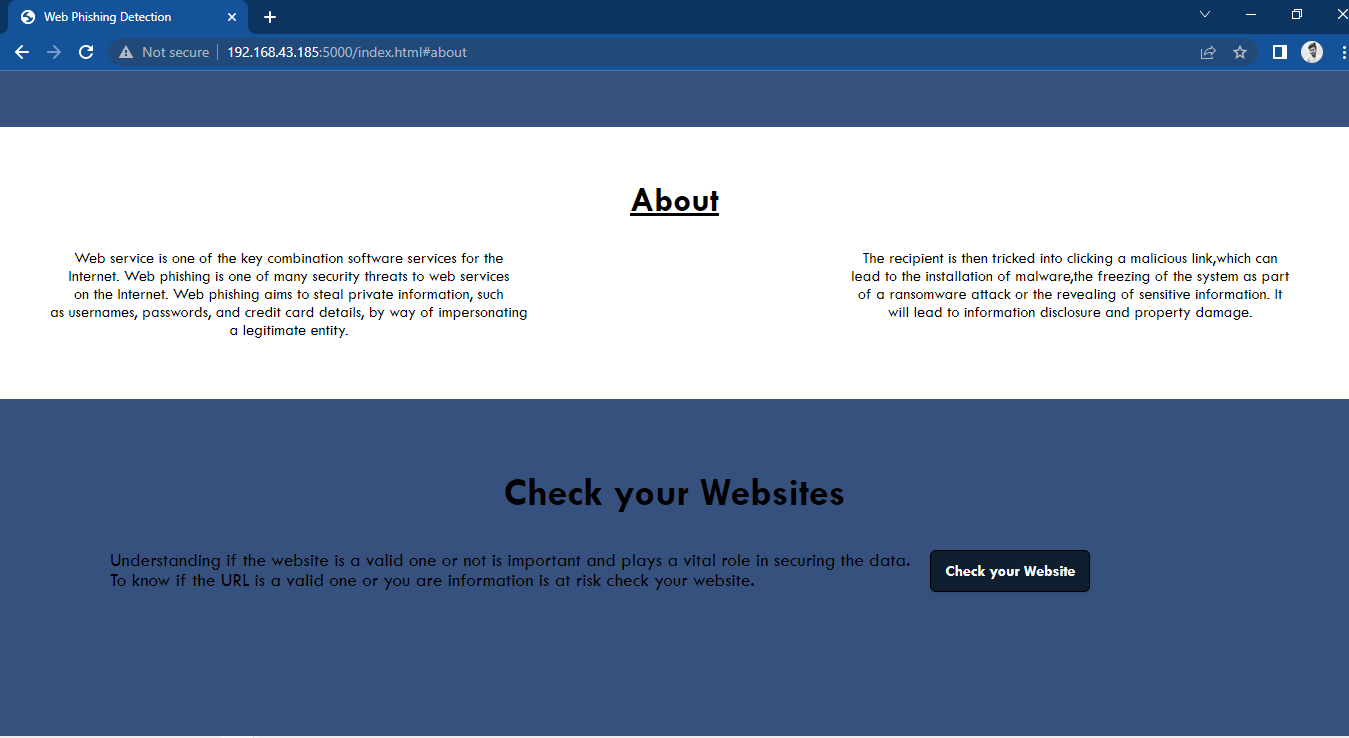 Web Phishing Detection
Not secure
192.168.43.185:5000/index.html#about
About
Web service is one of the key combination software services for the
Internet. Web phishing is one of many security threats to web services
on the Internet. Web phishing aims to steal private information, such
as usernames, passwords, and credit card details, by way of impersonating
a legitimate entity.
The recipient is then tricked into clicking a malicious link,which can
lead to the installation of malware,the freezing of the system as part
of a ransomware attack or the revealing of sensitive information. It
will lead to information disclosure and property damage.
Check your Websites
Understanding if the website is a valid one or not is important and plays a vital role in securing the data.
To know if the URL is a valid one or you are information is at risk check your website.
Check your Website